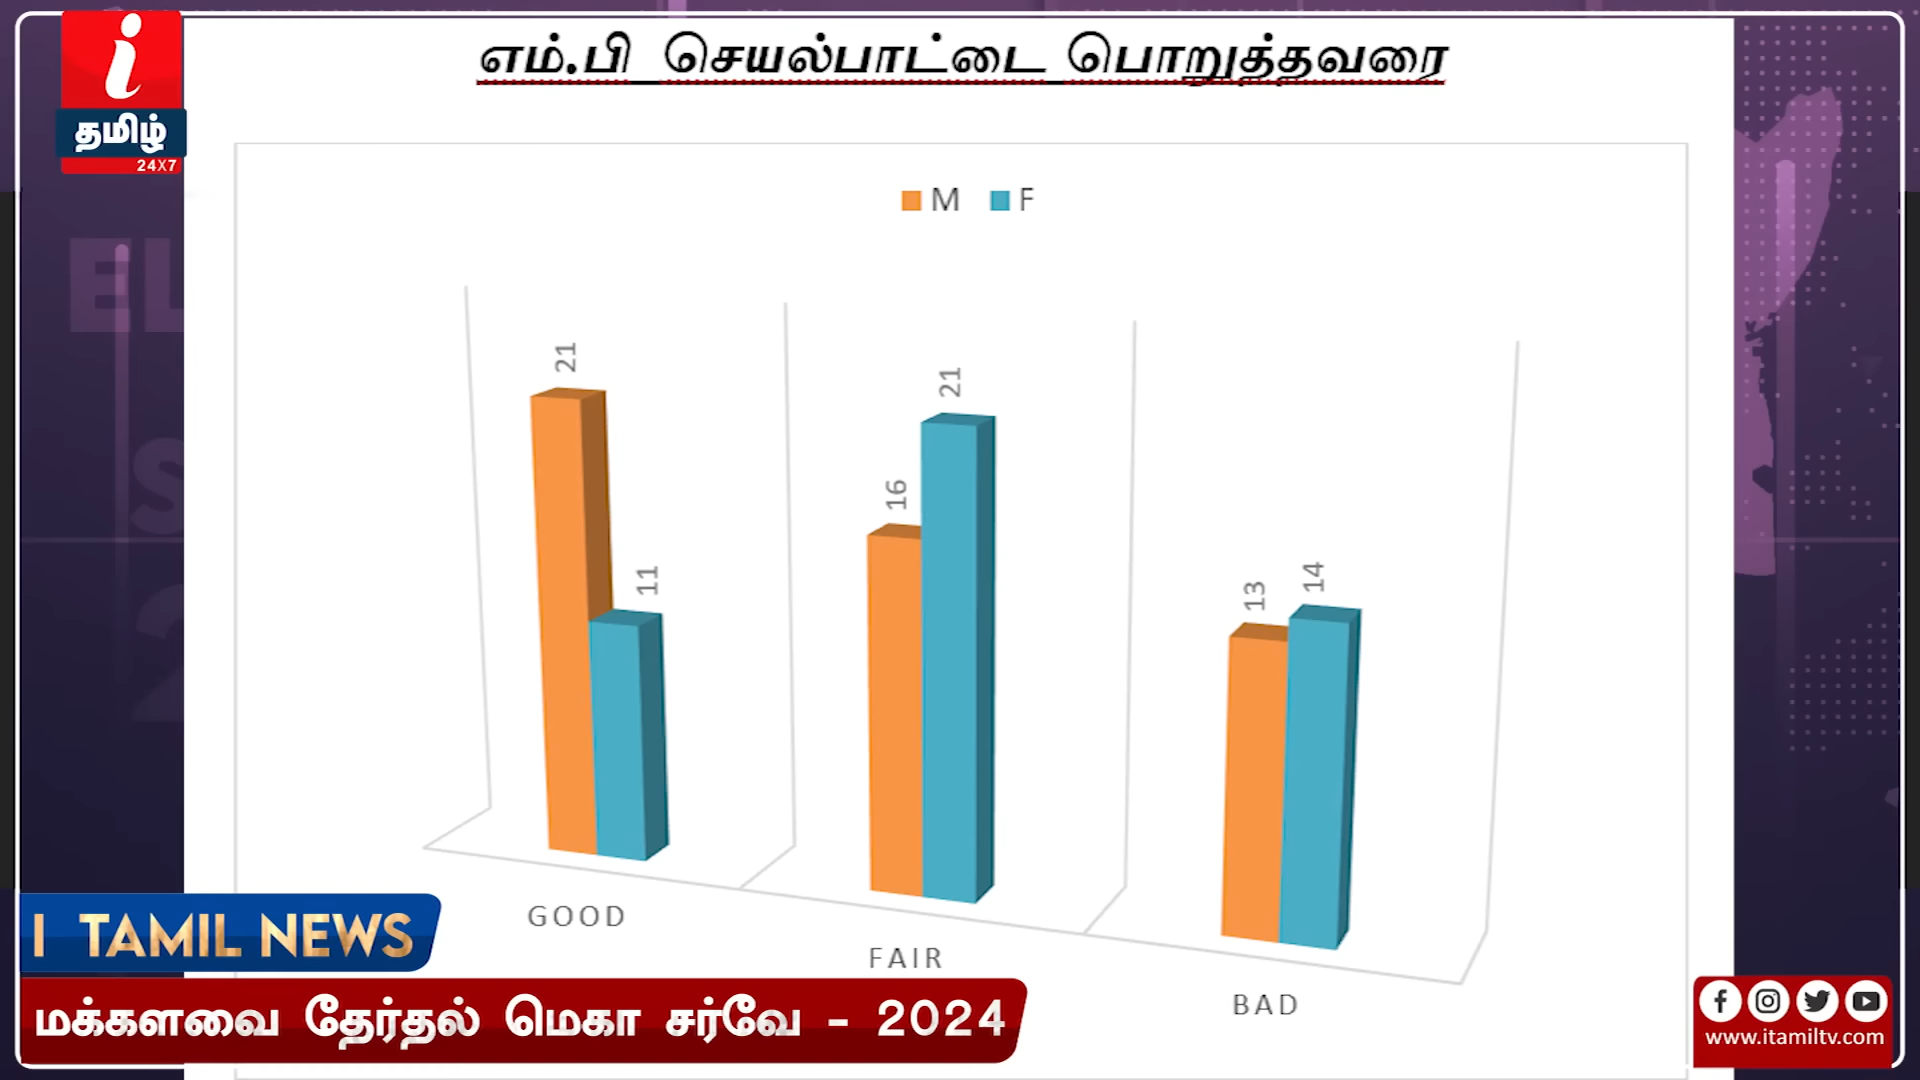 எம்.பி செயல்பாட்டை பொறுத்தவரை
i
தமிழ்
24X7
M F
21
11
16
21
13
14
GOOD
FAIR
BAD
I TAMIL NEWS
மக்களவை தேர்தல் மெகா சர்வே - 2024
www.itamiltv.com